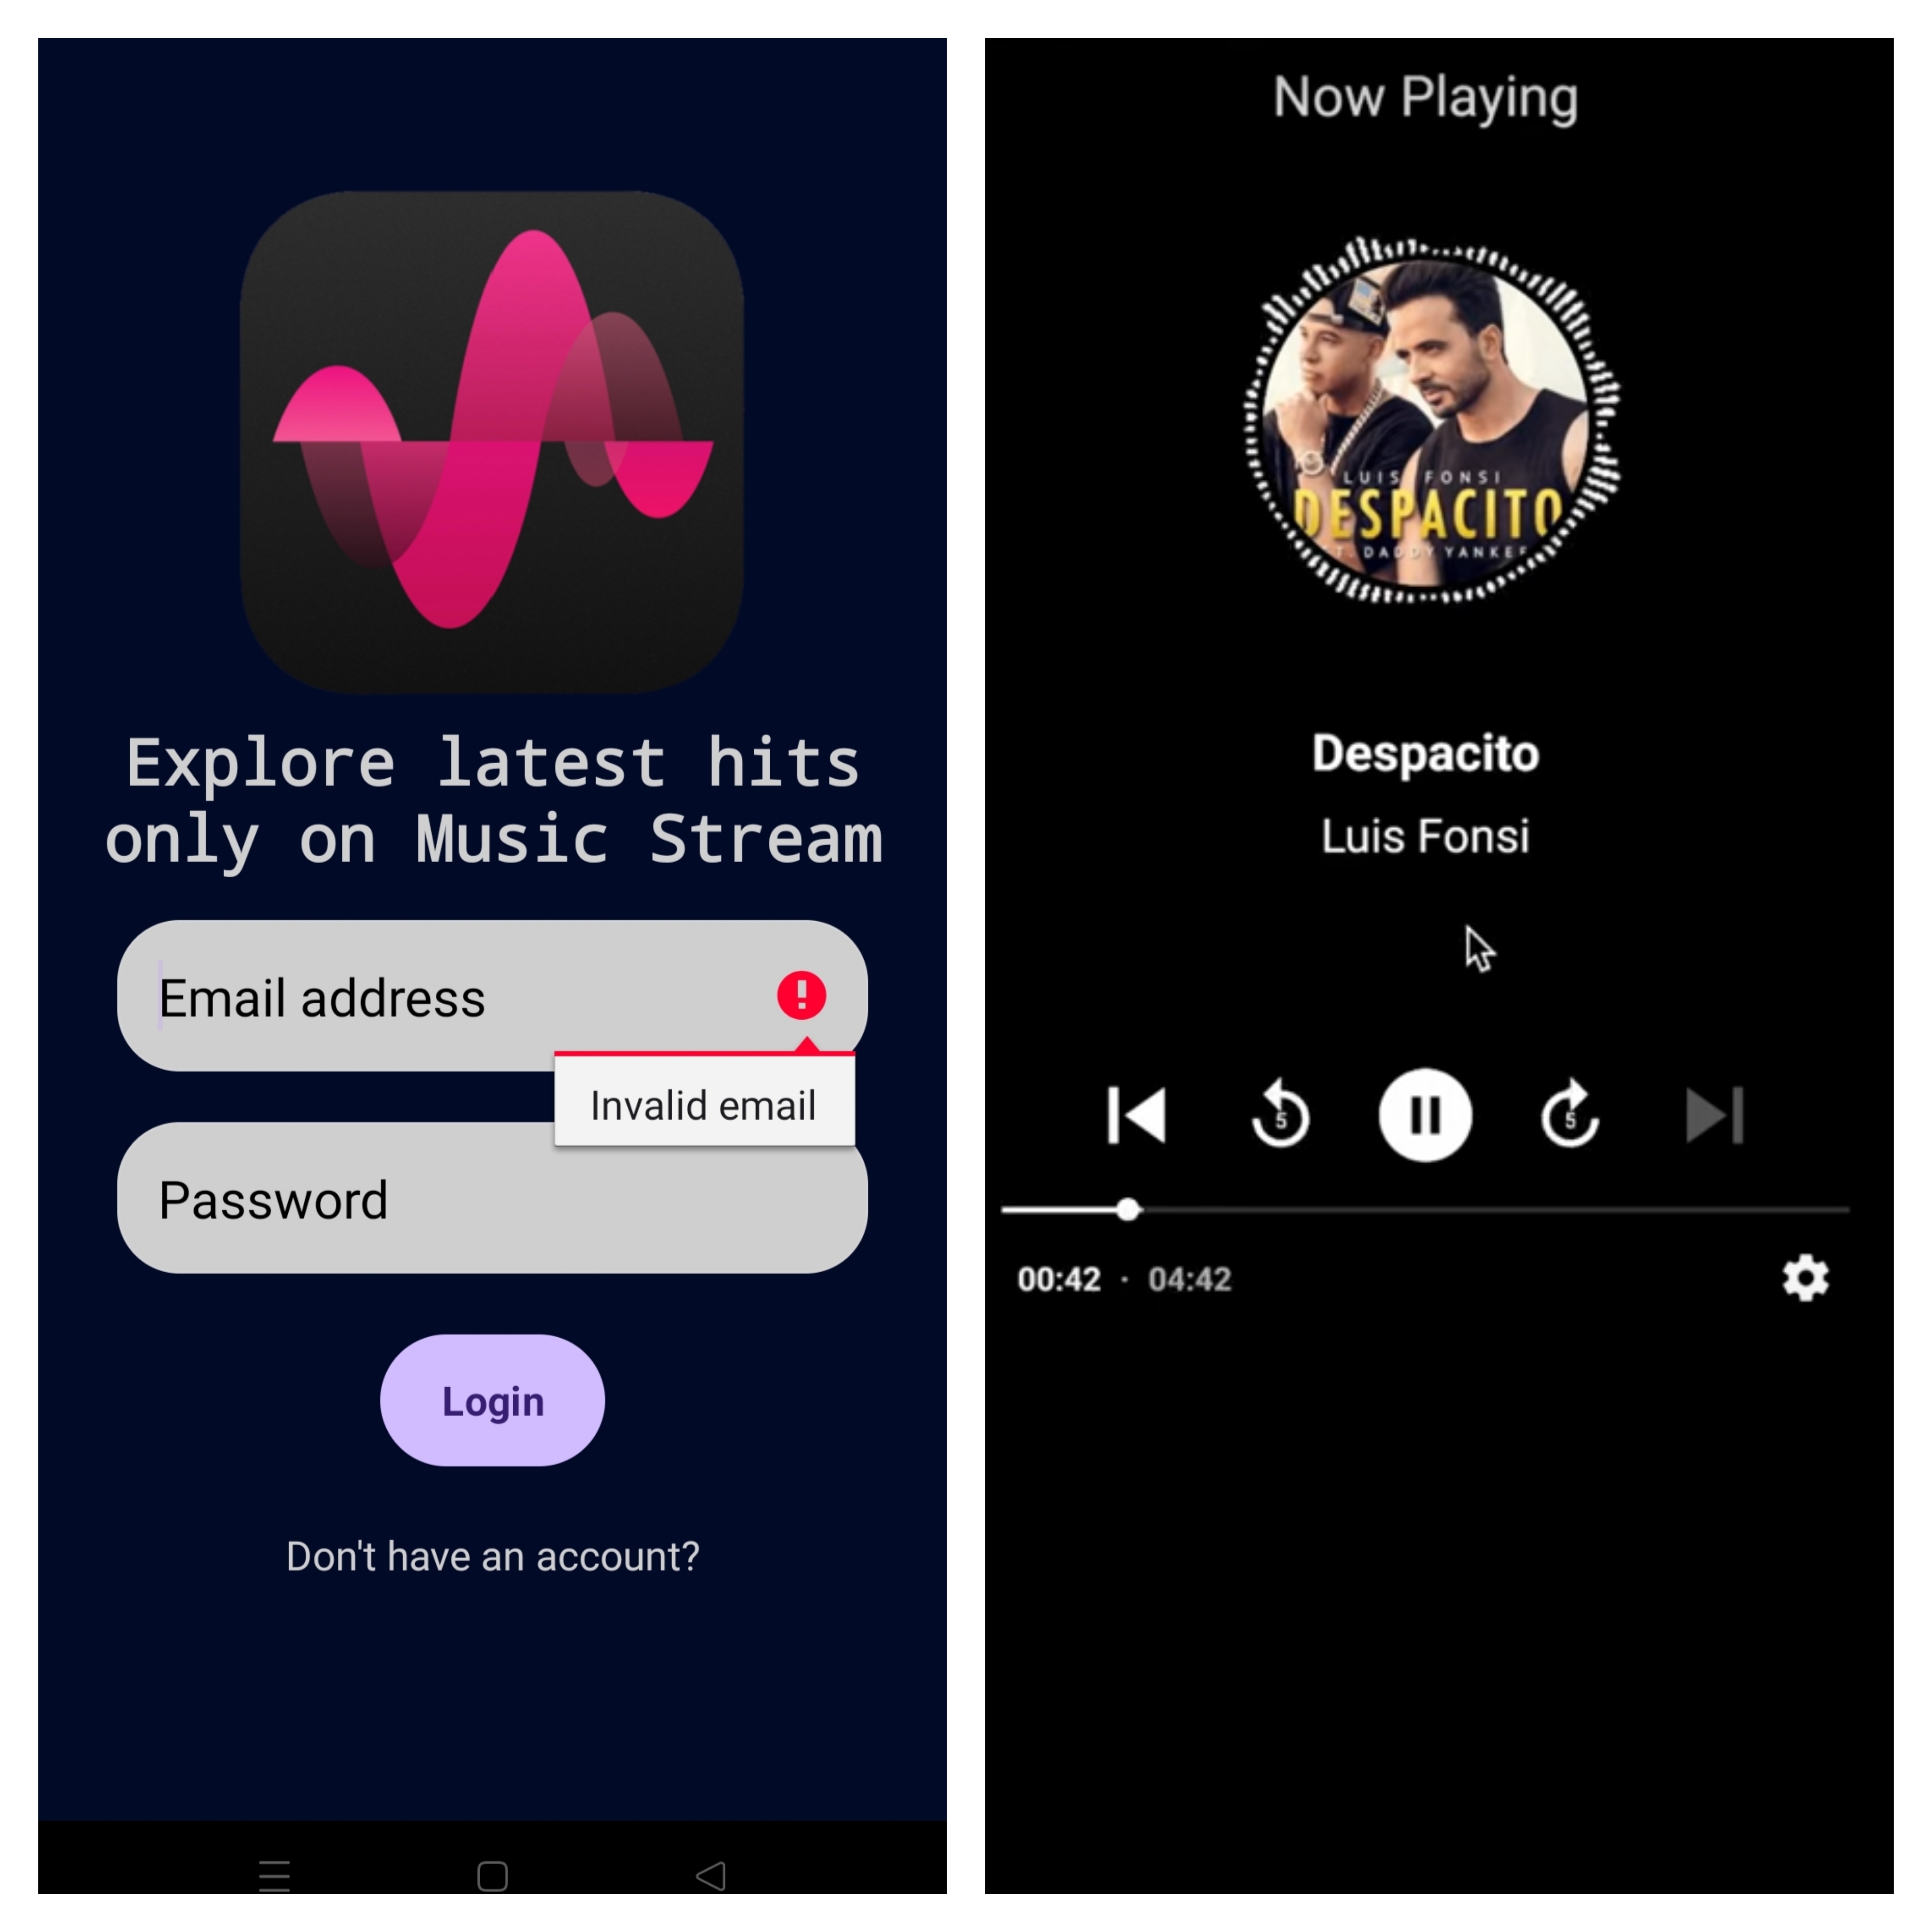 Explore latest hits
only on Music Stream
Email address
Invalid email
Password
Login
Don't have an account?
Now Playing
LUIS FONSI
DESPACITO
T. DADDY YANKEE
Despacito
Luis Fonsi
5
5
00:42 · 04:42